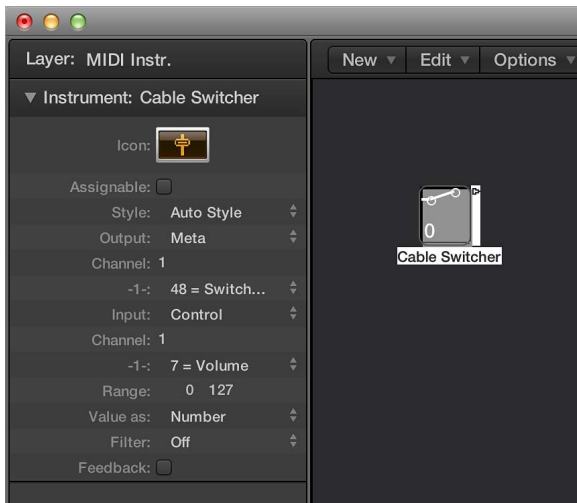 Layer: MIDI Instr.
New Edit Options
Instrument: Cable Switcher
Icon:
Assignable:
Style: Auto Style
Output: Meta
Channel: 1
-1-: 48 = Switch...
Input: Control
Channel: 1
-1-: 7 = Volume
Range: 0 127
Value as: Number
Filter: Off
Feedback:
0
Cable Switcher